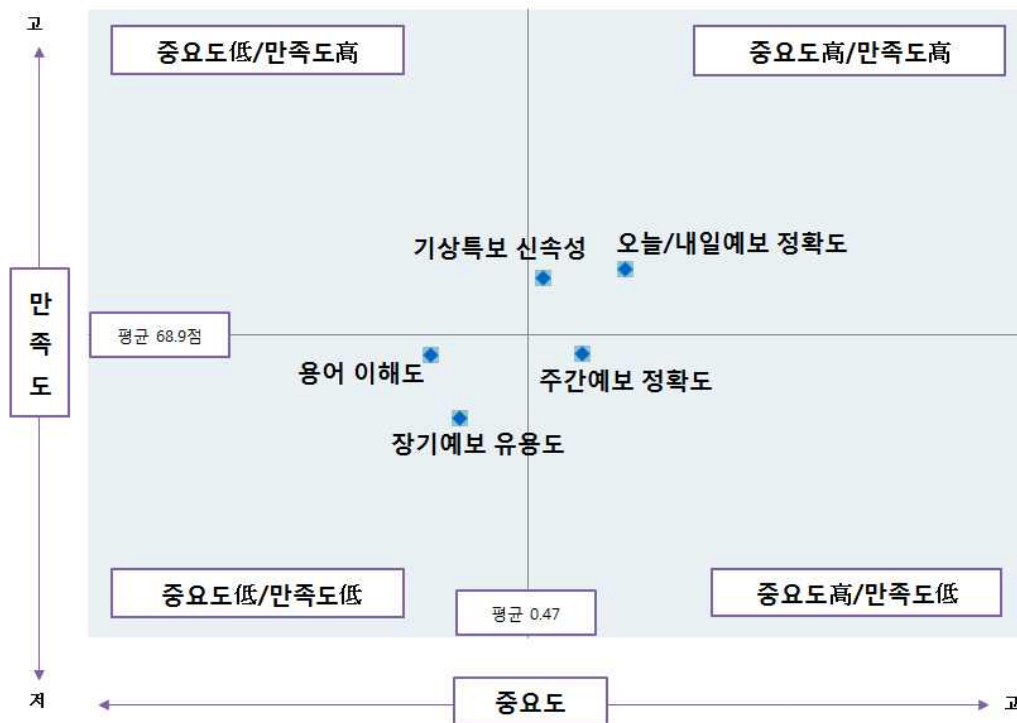 고
중요도低/만족도高
중요도高/만족도高
기상특보 신속성
오늘/내일예보 정확도
만
족
도
평균 68.9점
용어 이해도
주간예보 정확도
장기예보 유용도
중요도低/만족도低
중요도高/만족도低
평균 0.47
저
중요도
고